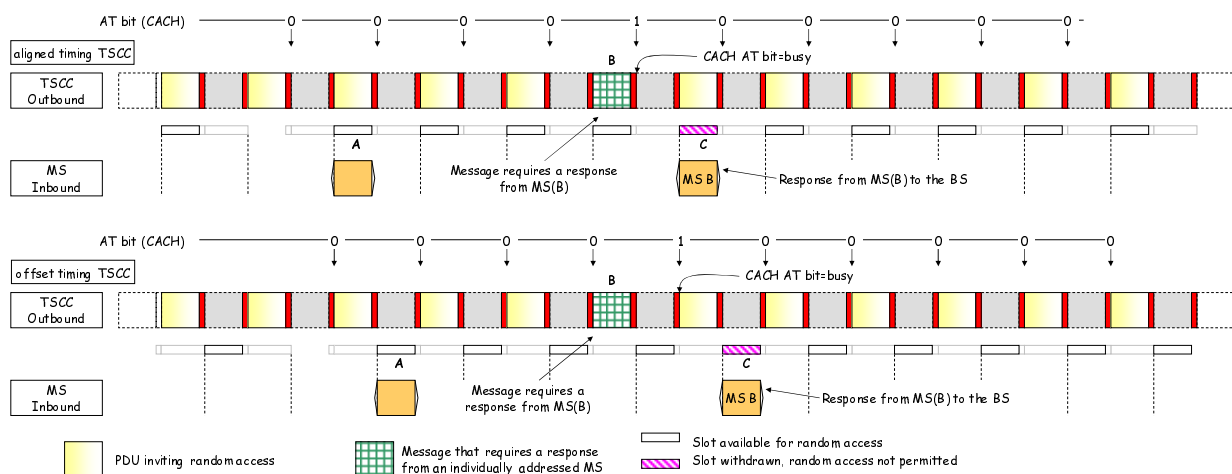 AT bit (CACH) 0 0 0 0 1 0 0 0 0 0
aligned timing TSCC
B
CACH AT bit=busy
TSCC
Outbound
A
C
Message requires a response
from MS(B)
MS
Inbound
MS B
Response from MS(B) to the BS
AT bit (CACH) 0 0 0 0 1 0 0 0 0 0
offset timing TSCC
B
CACH AT bit=busy
TSCC
Outbound
A
C
Message requires a
response from MS(B)
MS
Inbound
MS B
Response from MS(B) to the BS
PDU inviting random access
Message that requires a response
from an individually addressed MS
Slot available for random access
Slot withdrawn, random access not permitted